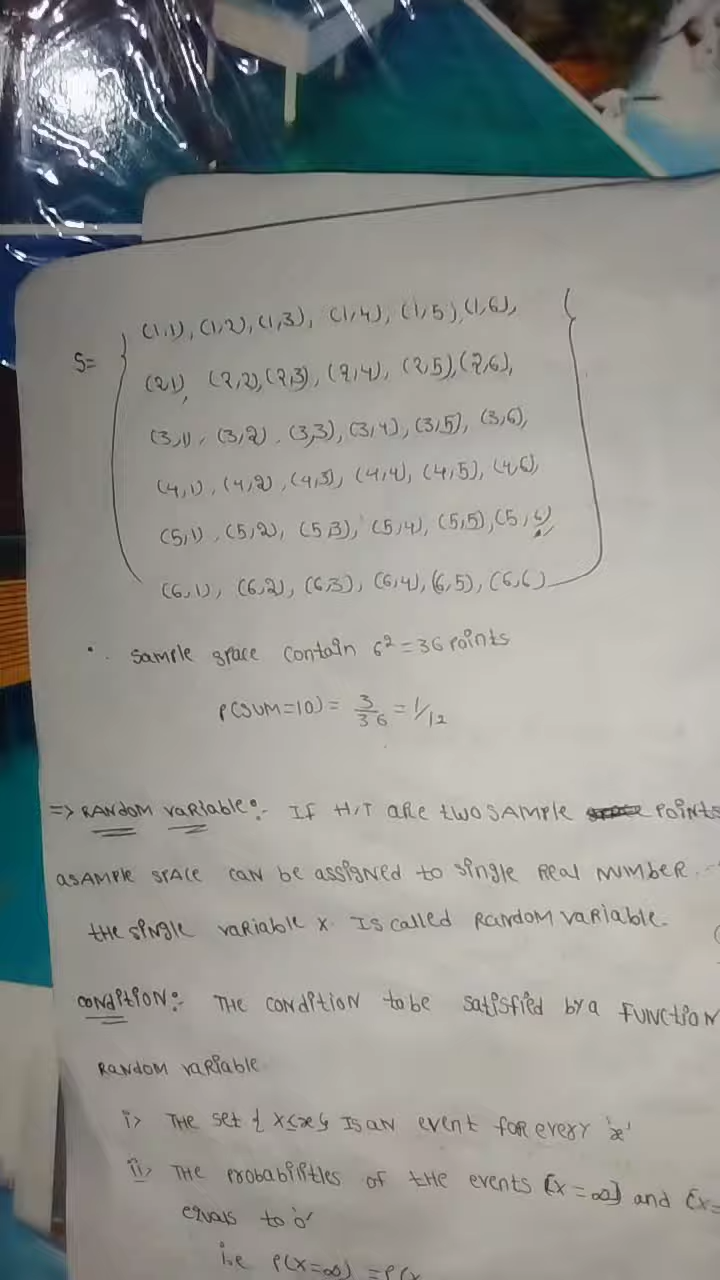 S= { (1,1), (1,2), (1,3), (1,4), (1,5), (1,6),
(2,1), (2,2), (2,3), (2,4), (2,5), (2,6),
(3,1), (3,2), (3,3), (3,4), (3,5), (3,6),
(4,1), (4,2), (4,3), (4,4), (4,5), (4,6),
(5,1), (5,2), (5,3), (5,4), (5,5), (5,6),
(6,1), (6,2), (6,3), (6,4), (6,5), (6,6) }
sample space contain 6² = 36 points
P(SUM=10) = 3/36 = 1/12
=> RANDOM VARIABLE:- IF H,T ARE TWO SAMPLE POINTS
A SAMPLE SPACE CAN be assigned to single Real NUMBER.
the single variable X. Is called RANDOM VARIABLE.
CONDITION:- THE CONDITION to be satisfied by a FUNCTION
RANDOM VARIABLE
i> THE set { X≤x} IS AN event FOR every 'x'
ii> THE probabilitles OF THE events [X = ∞] and [X=
equals to 'o'
i.e P(X=∞) = P(X